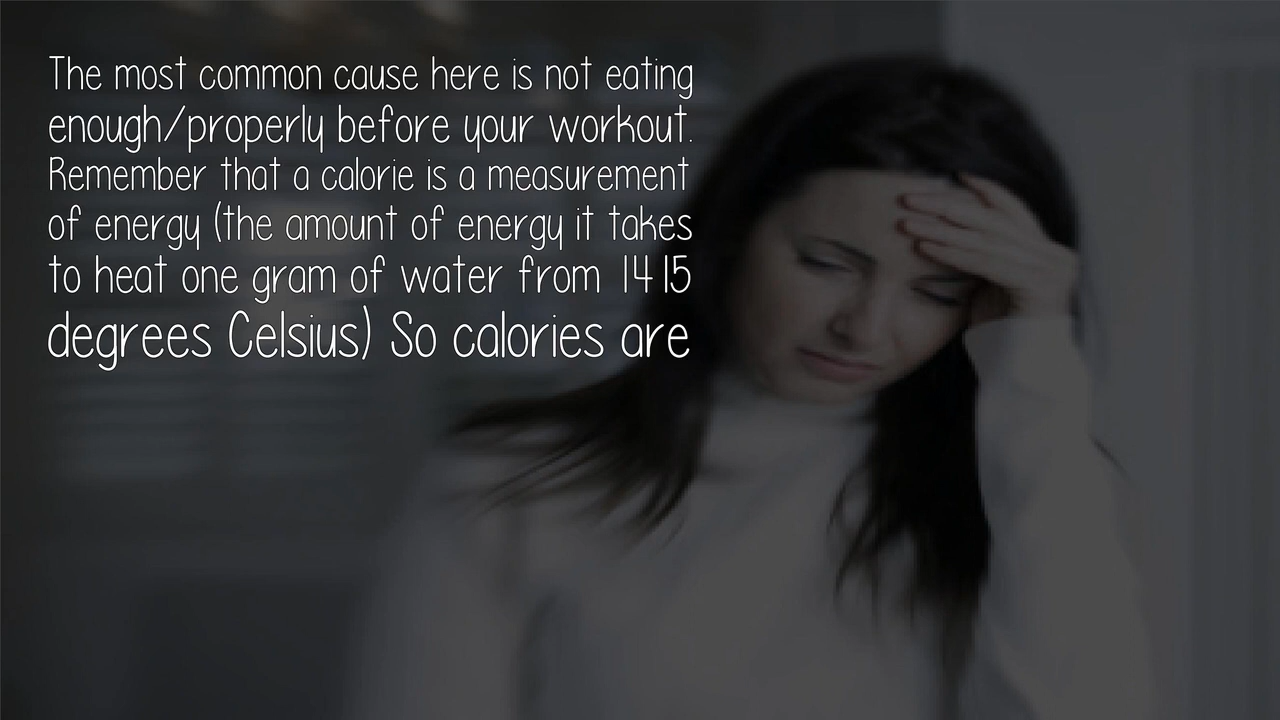 The most common cause here is not eating
enough/properly before your workout.
Remember that a calorie is a measurement
of energy (the amount of energy it takes
to heat one gram of water from 14 15
degrees Celsius) So calories are